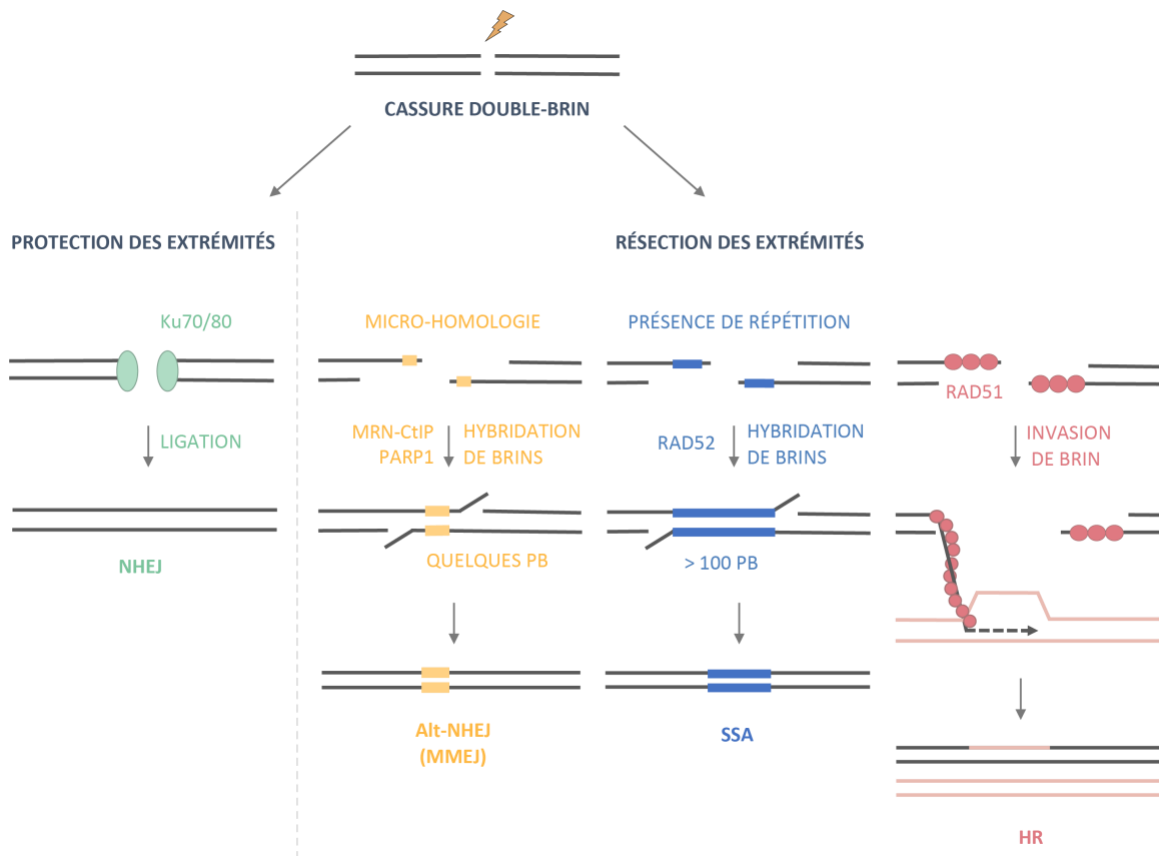 CASSURE DOUBLE-BRIN
PROTECTION DES EXTRÉMITÉS
RÉSECTION DES EXTRÉMITÉS
Ku70/80
LIGATION
NHEJ
MICRO-HOMOLOGIE
MRN-CtIP
PARP1
HYBRIDATION
DE BRINS
QUELQUES PB
Alt-NHEJ
(MMEJ)
PRÉSENCE DE RÉPÉTITION
RAD52
HYBRIDATION
DE BRINS
> 100 PB
SSA
RAD51
INVASION
DE BRIN
HR